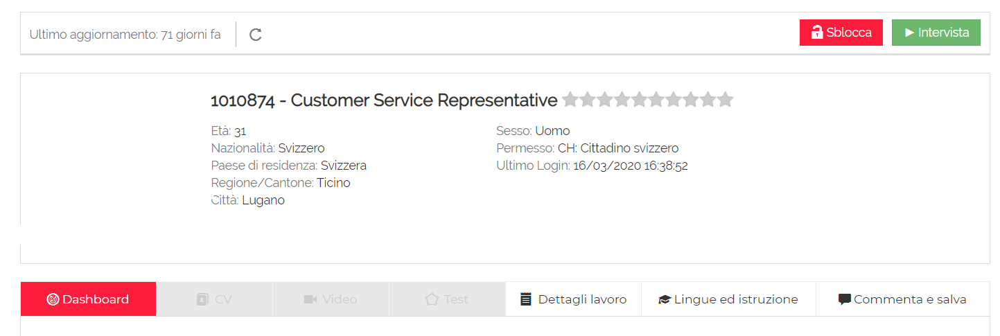 Ultimo aggiornamento: 71 giorni fa
Sblocca
Intervista
1010874 - Customer Service Representative
Età: 31
Nazionalità: Svizzero
Paese di residenza: Svizzera
Regione/Cantone: Ticino
Città: Lugano
Sesso: Uomo
Permesso: CH: Cittadino svizzero
Ultimo Login: 16/03/2020 16:38:52
Dashboard
CV
Video
Test
Dettagli lavoro
Lingue ed istruzione
Commenta e salva